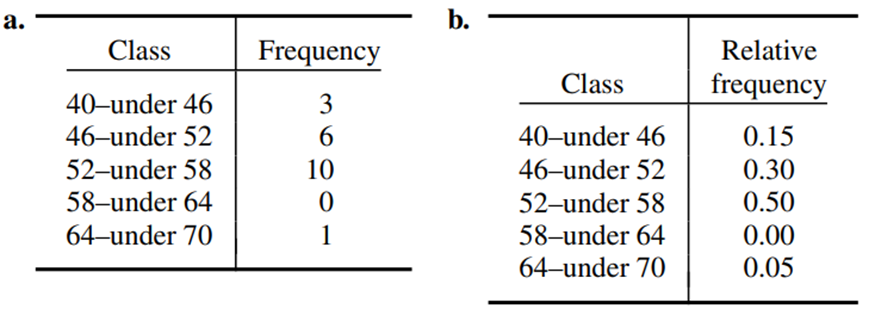 a.
Class Frequency
40–under 46 3
46–under 52 6
52–under 58 10
58–under 64 0
64–under 70 1
b.
Relative
Class frequency
40–under 46 0.15
46–under 52 0.30
52–under 58 0.50
58–under 64 0.00
64–under 70 0.05